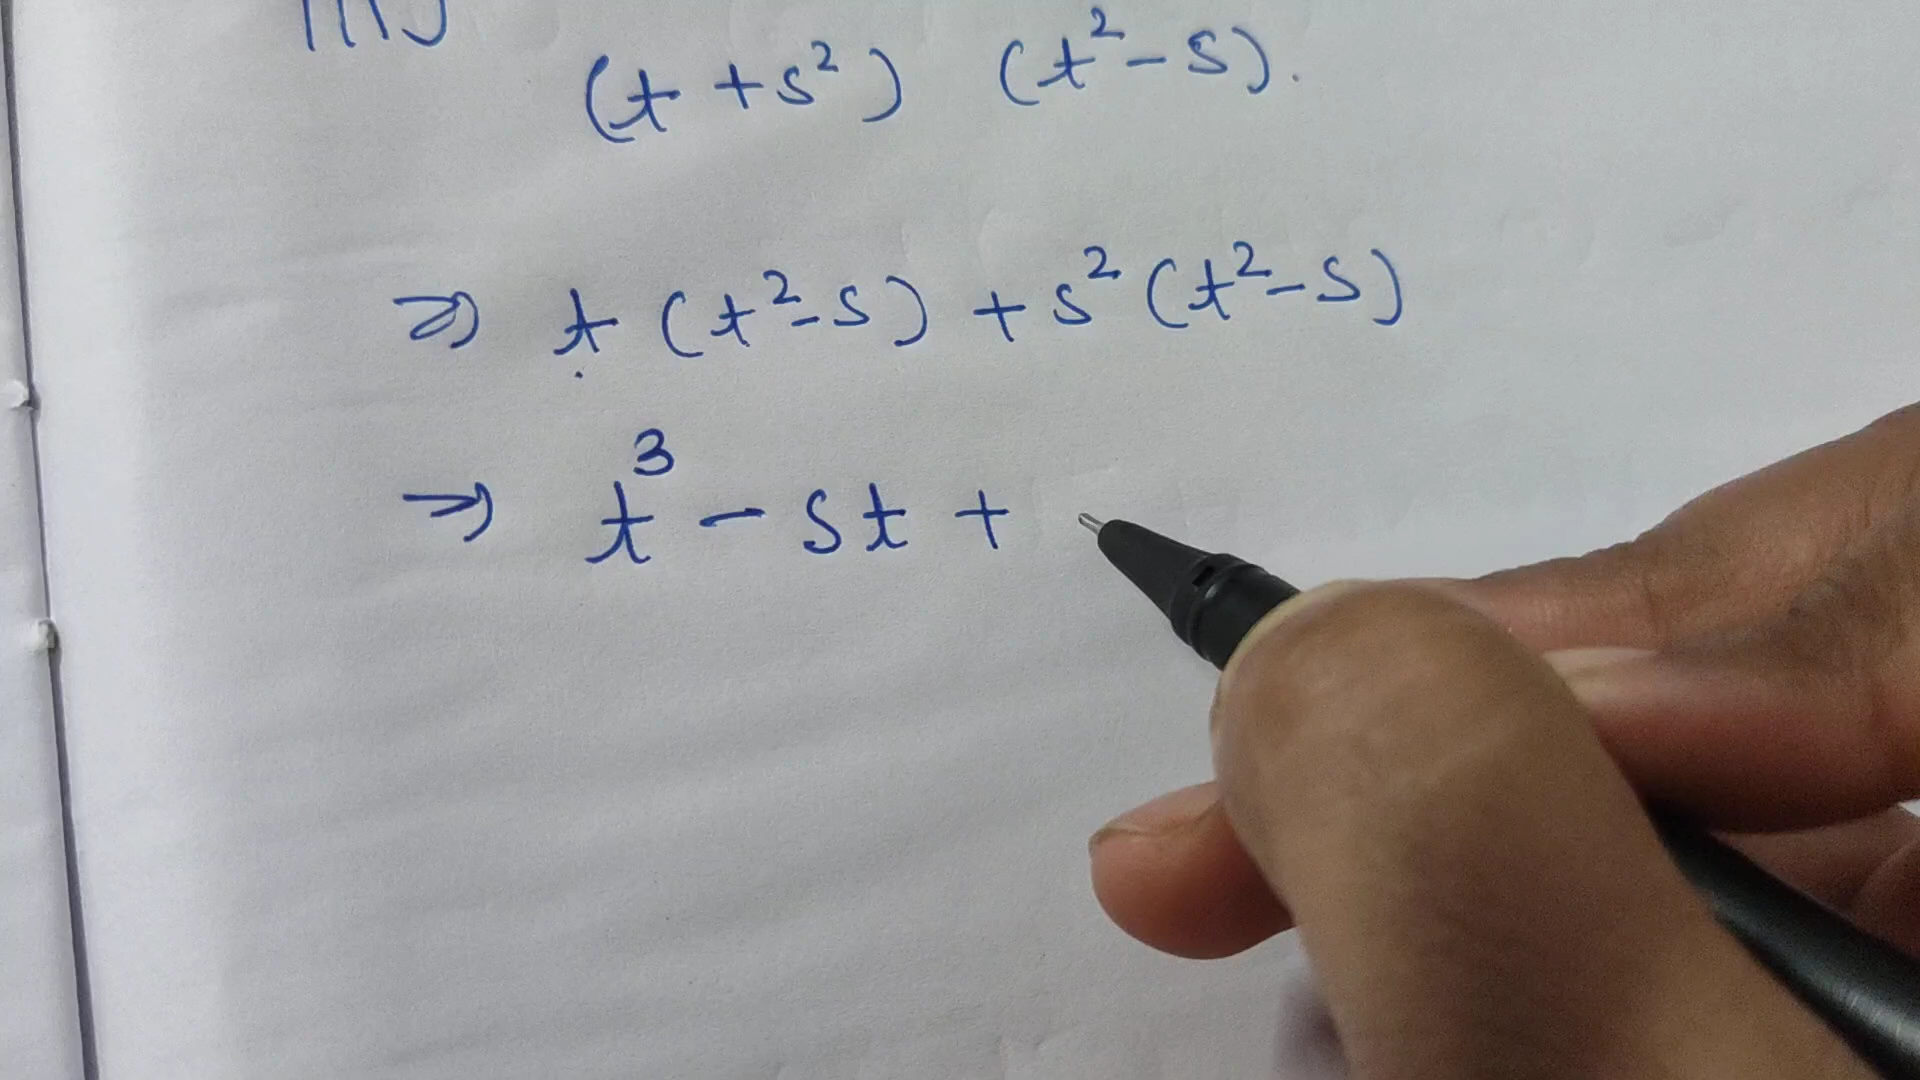 (t + s²) (t² - s).
⇒ t (t² - s) + s² (t² - s)
⇒ t³ - st +